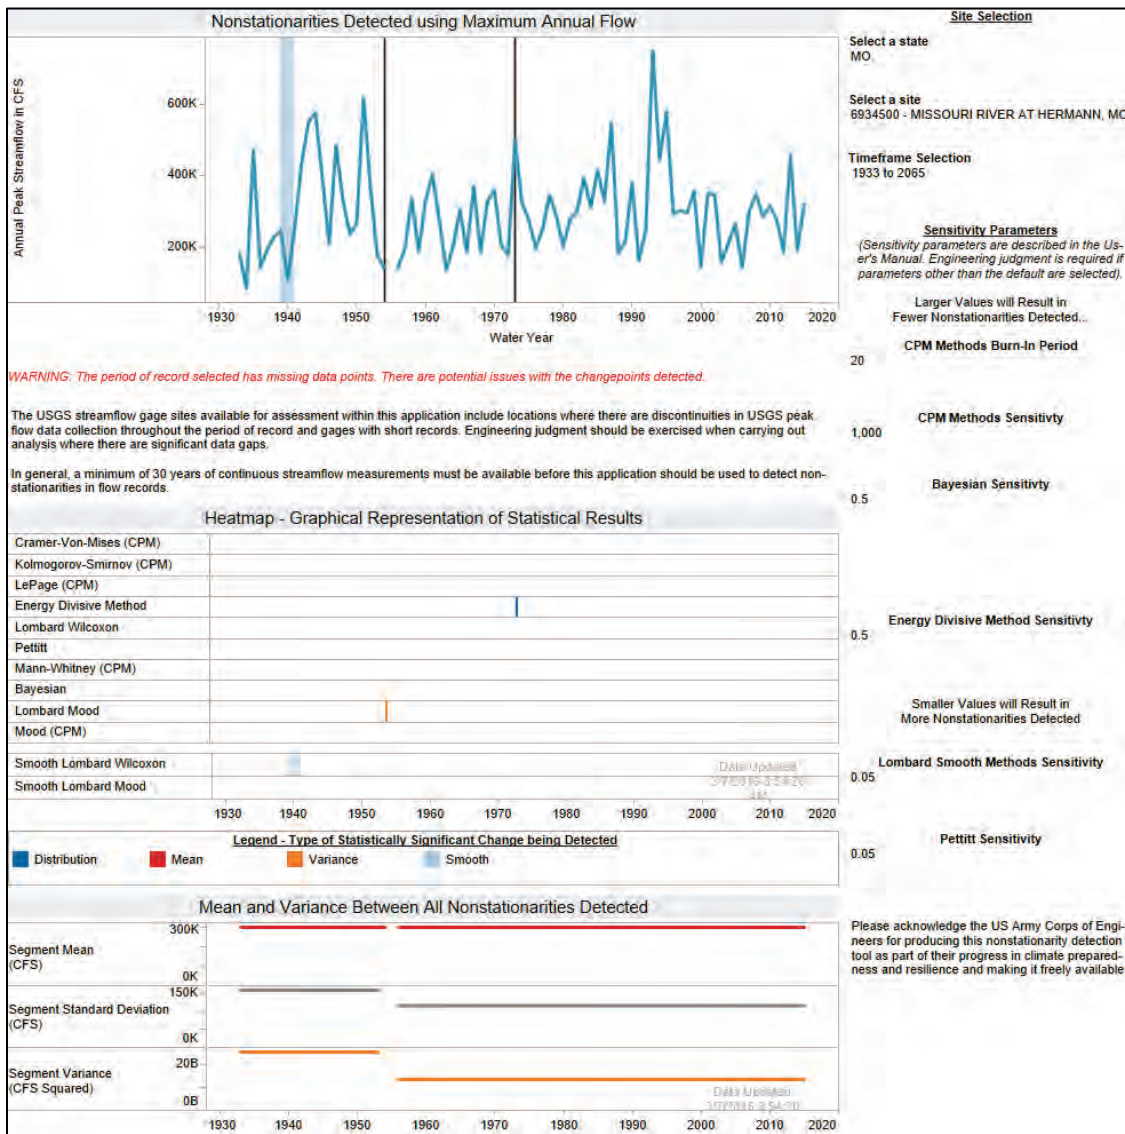 Nonstationarities Detected using Maximum Annual Flow
Annual Peak Streamflow in CFS
600K
400K
200K
1930 1940 1950 1960 1970 1980 1990 2000 2010 2020
Water Year
WARNING: The period of record selected has missing data points. There are potential issues with the changepoints detected.
The USGS streamflow gage sites available for assessment within this application include locations where there are discontinuities in USGS peak
flow data collection throughout the period of record and gages with short records. Engineering judgment should be exercised when carrying out
analysis where there are significant data gaps.
In general, a minimum of 30 years of continuous streamflow measurements must be available before this application should be used to detect non-
stationarities in flow records.
Heatmap - Graphical Representation of Statistical Results
Cramer-Von-Mises (CPM)
Kolmogorov-Smirnov (CPM)
LePage (CPM)
Energy Divisive Method
Lombard Wilcoxon
Pettitt
Mann-Whitney (CPM)
Bayesian
Lombard Mood
Mood (CPM)
Smooth Lombard Wilcoxon
Smooth Lombard Mood
Data Updated
1930 1940 1950 1960 1970 1980 1990 2000 2010 2020
Legend - Type of Statistically Significant Change being Detected
Distribution Mean Variance Smooth
Mean and Variance Between All Nonstationarities Detected
Segment Mean
(CFS)
300K
0K
Segment Standard Deviation
(CFS)
150K
0K
Segment Variance
(CFS Squared)
20B
0B
Data Updated
1930 1940 1950 1960 1970 1980 1990 2000 2010 2020
Site Selection
Select a state
MO
Select a site
6934500 - MISSOURI RIVER AT HERMANN, MO
Timeframe Selection
1933 to 2065
Sensitivity Parameters
(Sensitivity parameters are described in the Us-
er's Manual. Engineering judgment is required if
parameters other than the default are selected).
Larger Values will Result in
Fewer Nonstationarities Detected...
CPM Methods Burn-In Period
20
CPM Methods Sensitivty
1,000
Bayesian Sensitivty
0.5
Energy Divisive Method Sensitivty
0.5
Smaller Values will Result in
More Nonstationarities Detected
Lombard Smooth Methods Sensitivity
0.05
Pettitt Sensitivity
0.05
Please acknowledge the US Army Corps of Engi-
neers for producing this nonstationarity detection
tool as part of their progress in climate prepared-
ness and resilience and making it freely available